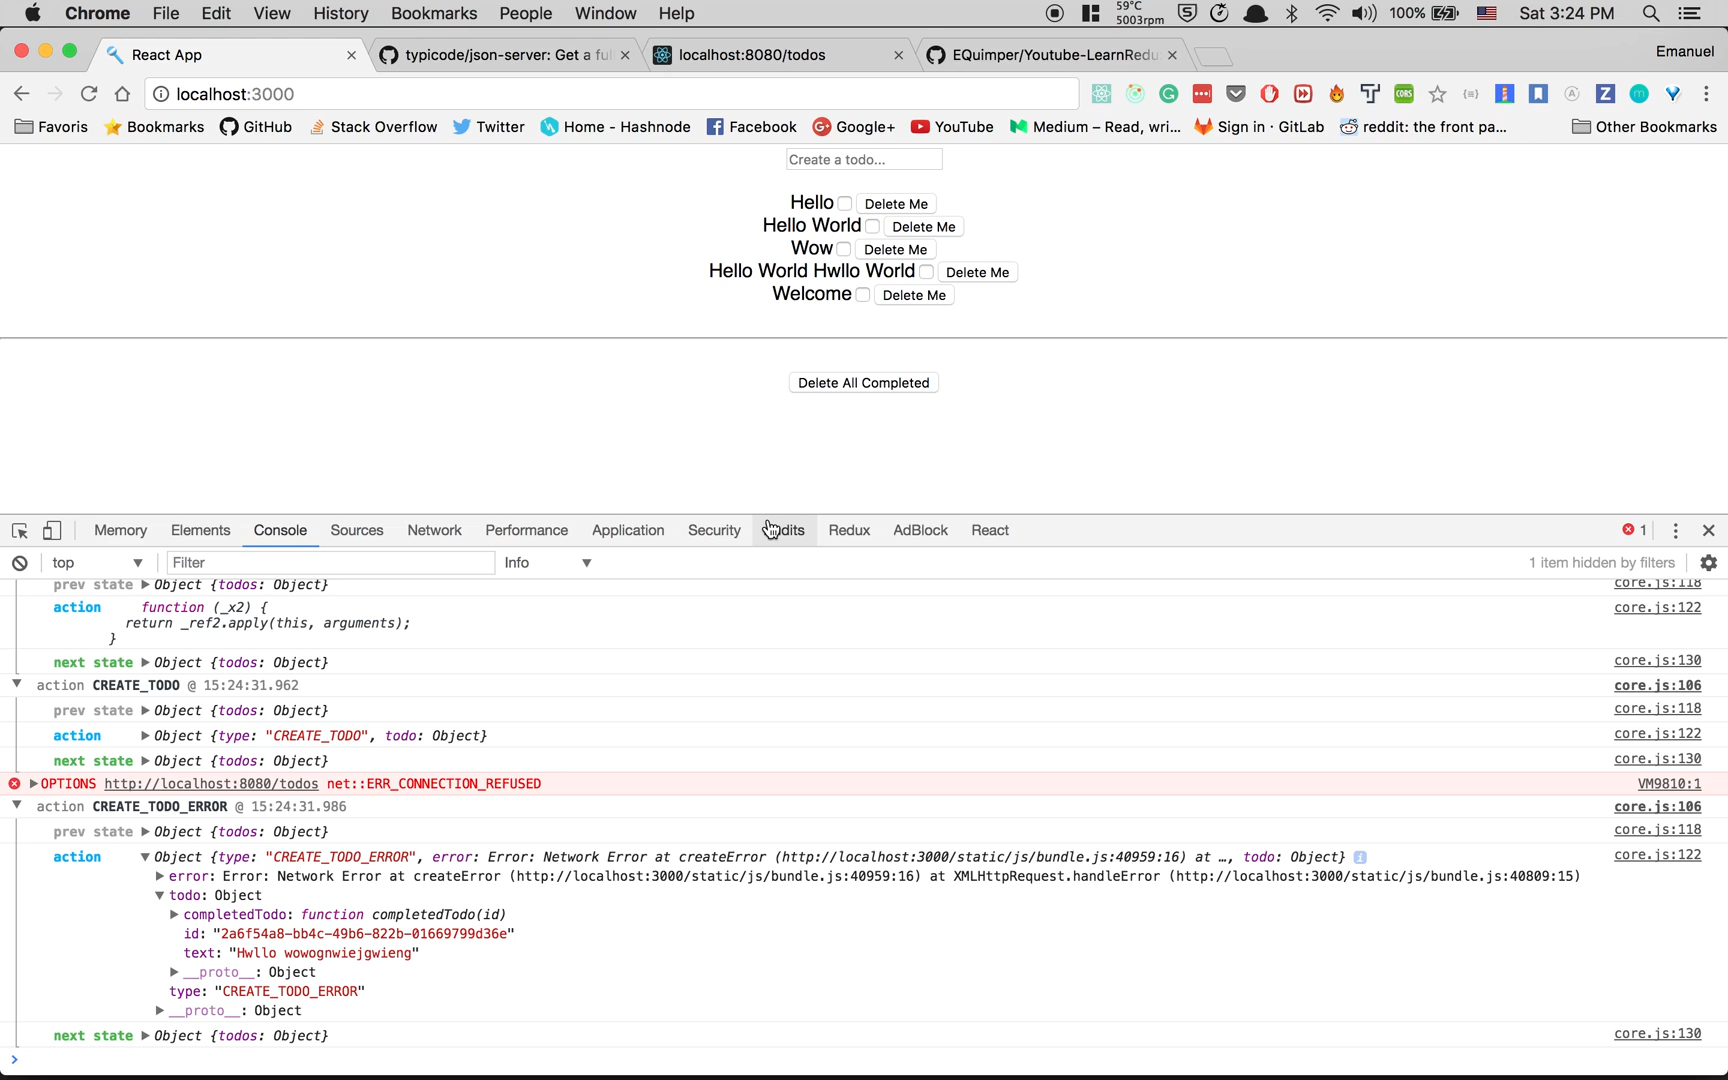 Chrome File Edit View History Bookmarks People Window Help 59°C 5003rpm 100% Sat 3:24 PM
React App typicode/json-server: Get a ful localhost:8080/todos EQuimper/Youtube-LearnRedu Emanuel
localhost:3000
Favoris Bookmarks GitHub Stack Overflow Twitter Home - Hashnode Facebook Google+ YouTube Medium – Read, wri... Sign in · GitLab reddit: the front pa... Other Bookmarks
Create a todo...
Hello Delete Me
Hello World Delete Me
Wow Delete Me
Hello World Hwllo World Delete Me
Welcome Delete Me
Delete All Completed
Memory Elements Console Sources Network Performance Application Security dits Redux AdBlock React 1
top Filter Info 1 item hidden by filters
prev state Object {todos: Object} core.js:118
action function (_x2) { core.js:122
return _ref2.apply(this, arguments);
}
next state Object {todos: Object} core.js:130
action CREATE_TODO @ 15:24:31.962 core.js:106
prev state Object {todos: Object} core.js:118
action Object {type: "CREATE_TODO", todo: Object} core.js:122
next state Object {todos: Object} core.js:130
OPTIONS http://localhost:8080/todos net::ERR_CONNECTION_REFUSED VM9810:1
action CREATE_TODO_ERROR @ 15:24:31.986 core.js:106
prev state Object {todos: Object} core.js:118
action Object {type: "CREATE_TODO_ERROR", error: Error: Network Error at createError (http://localhost:3000/static/js/bundle.js:40959:16) at …, todo: Object} core.js:122
error: Error: Network Error at createError (http://localhost:3000/static/js/bundle.js:40959:16) at XMLHttpRequest.handleError (http://localhost:3000/static/js/bundle.js:40809:15)
todo: Object
completedTodo: function completedTodo(id)
id: "2a6f54a8-bb4c-49b6-822b-01669799d36e"
text: "Hwllo wowognwiejgwieng"
__proto__: Object
type: "CREATE_TODO_ERROR"
__proto__: Object
next state Object {todos: Object} core.js:130